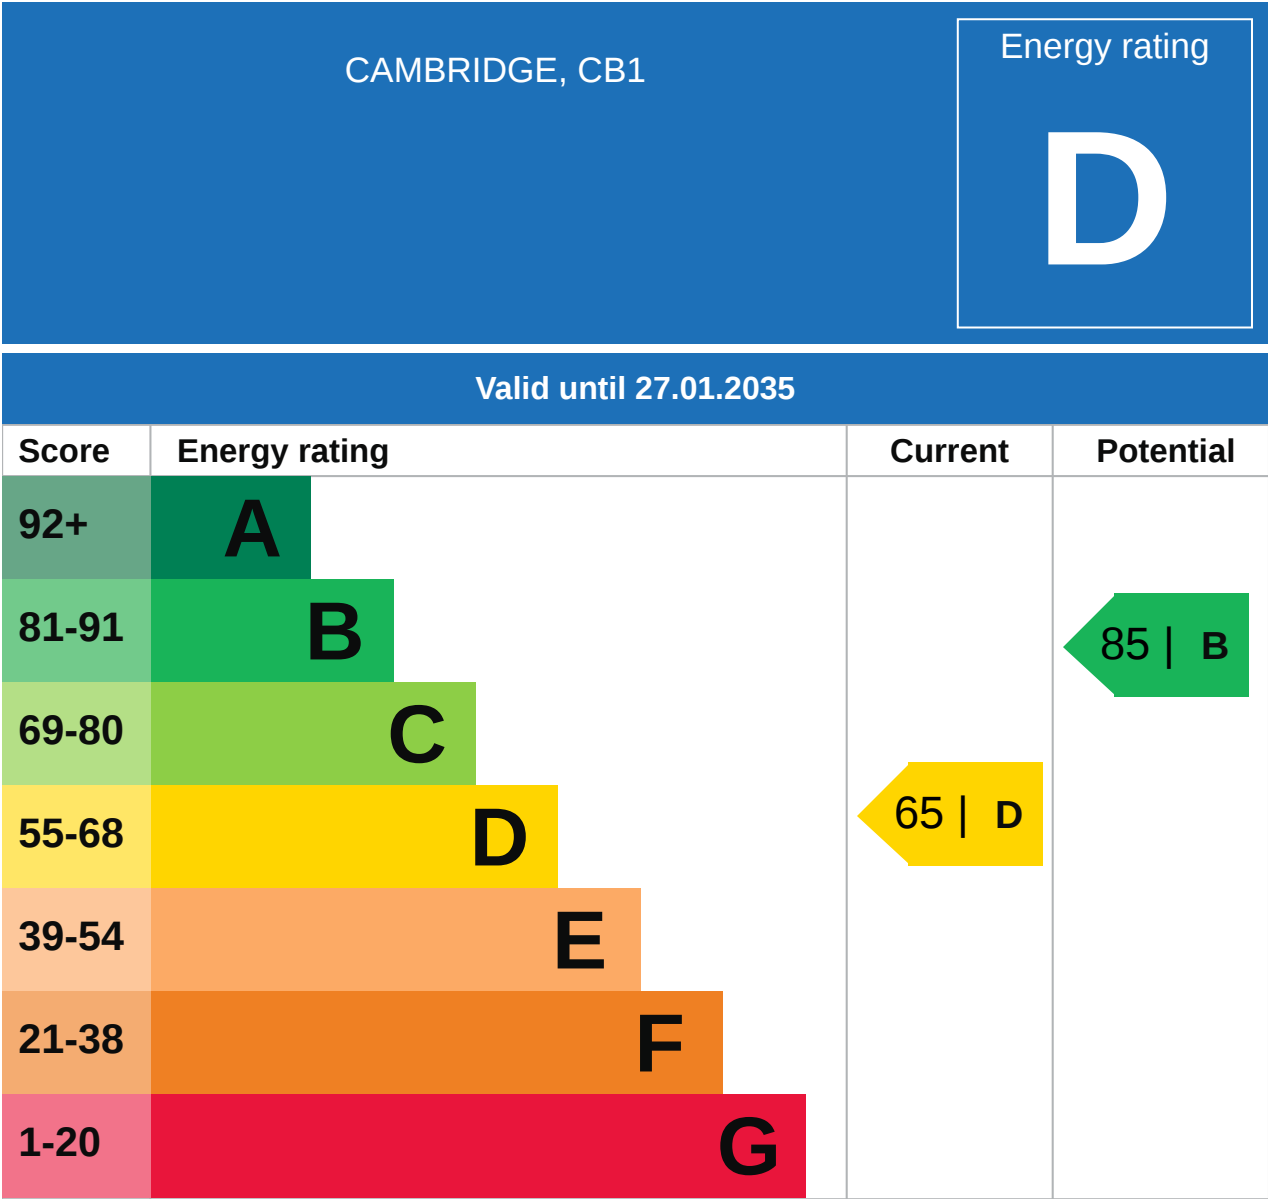 CAMBRIDGE, CB1
Energy rating
D
Valid until 27.01.2035
Score Energy rating Current Potential
92+ A
81-91 B
85 | B
69-80 C
55-68 D
65 | D
39-54 E
21-38 F
1-20 G